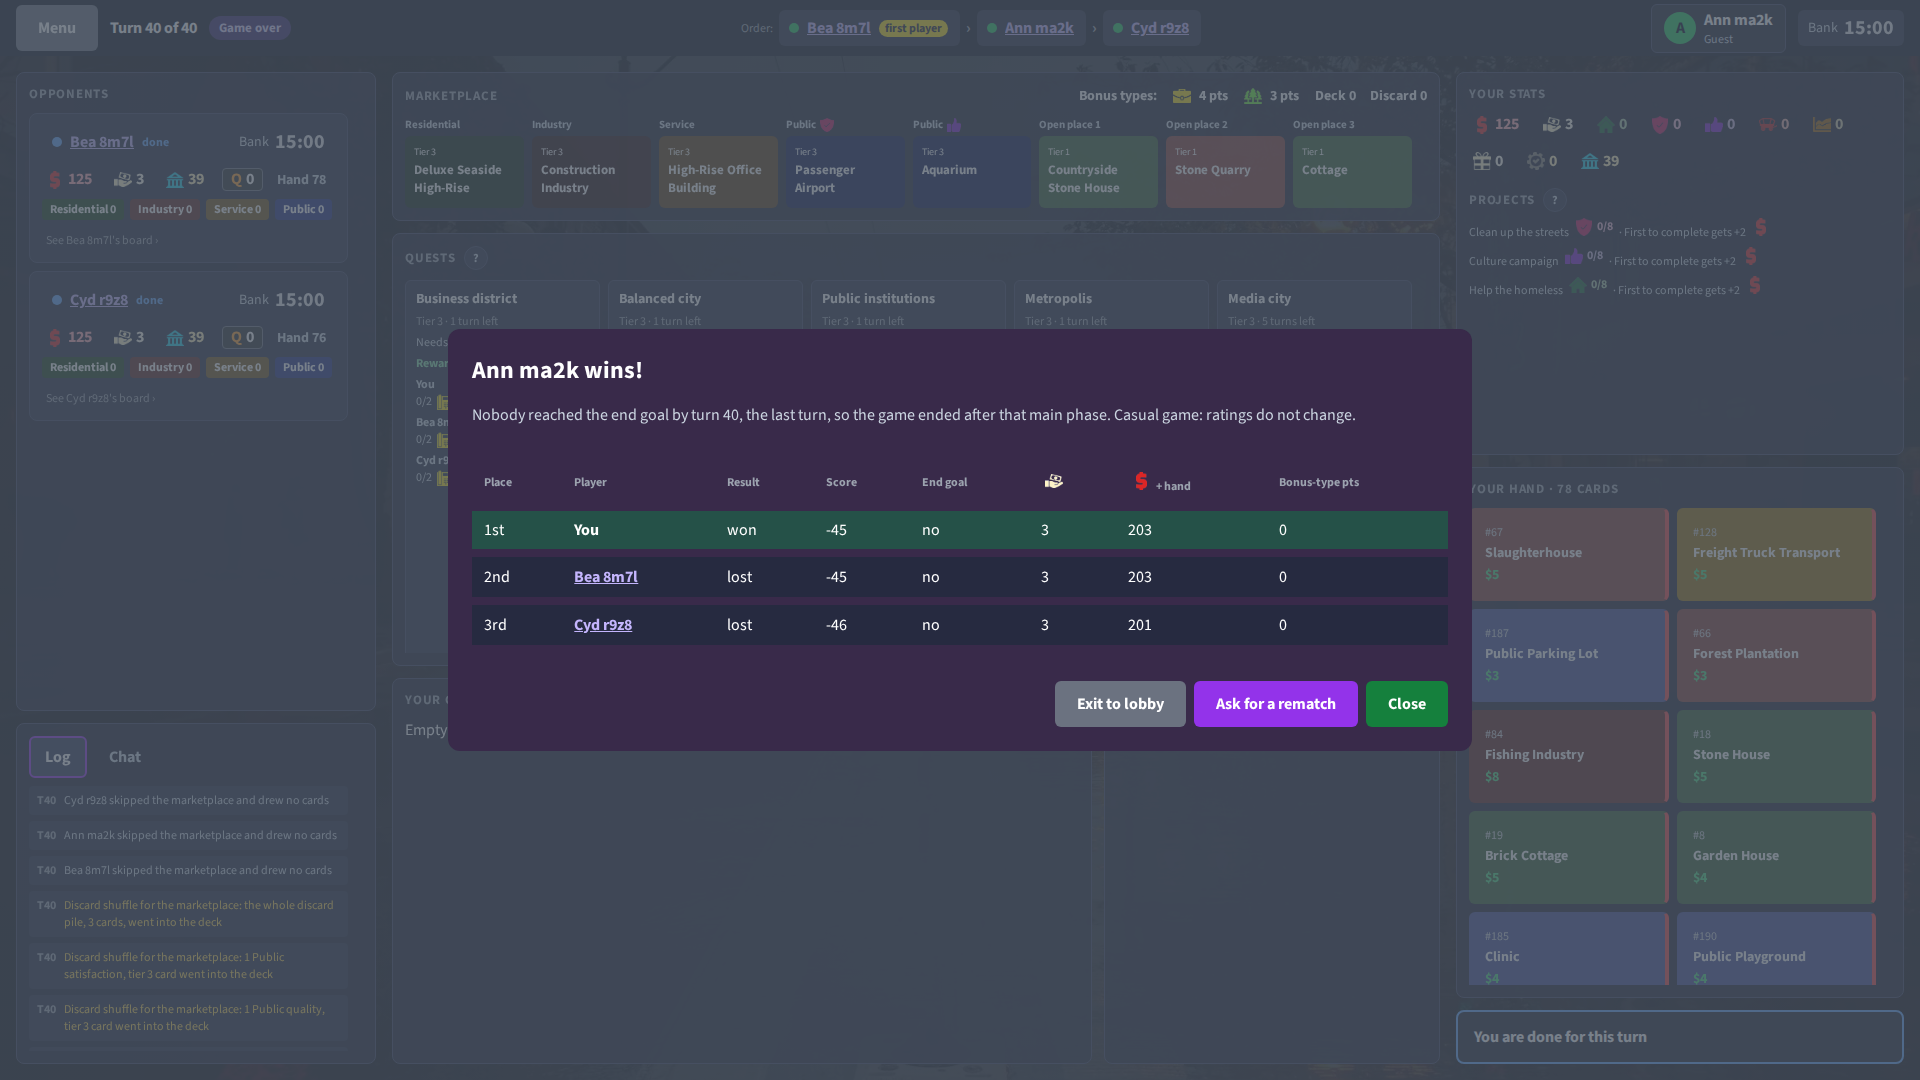 Menu
Turn 40 of 40
Game over
Order:
Bea 8m7l
first player
›
Ann ma2k
›
Cyd r9z8
A
Ann ma2k
Guest
Bank 15:00
OPPONENTS
Bea 8m7l done
Bank 15:00
125
3
39
Q 0
Hand 78
Residential 0
Industry 0
Service 0
Public 0
See Bea 8m7l's board ›
Cyd r9z8 done
Bank 15:00
125
3
39
Q 0
Hand 76
Residential 0
Industry 0
Service 0
Public 0
See Cyd r9z8's board ›
MARKETPLACE
Bonus types:
4 pts
3 pts
Deck 0
Discard 0
Residential
Industry
Service
Public
Public
Open place 1
Open place 2
Open place 3
Tier 3
Deluxe Seaside
High-Rise
Tier 3
Construction
Industry
Tier 3
High-Rise Office
Building
Tier 3
Passenger
Airport
Tier 3
Aquarium
Tier 1
Countryside
Stone House
Tier 1
Stone Quarry
Tier 1
Cottage
QUESTS
?
Business district
Tier 3 · 1 turn left
Needs
Rewar
You
0/2
Bea 8m
0/2
Cyd r9
0/2
Balanced city
Tier 3 · 1 turn left
Public institutions
Tier 3 · 1 turn left
Metropolis
Tier 3 · 1 turn left
Media city
Tier 3 · 5 turns left
YOUR STATS
125
3
0
0
0
0
0
0
0
39
PROJECTS
?
Clean up the streets 0/8 · First to complete gets +2
Culture campaign 0/8 · First to complete gets +2
Help the homeless 0/8 · First to complete gets +2
Ann ma2k wins!
Nobody reached the end goal by turn 40, the last turn, so the game ended after that main phase. Casual game: ratings do not change.
Place Player Result Score End goal + hand Bonus-type pts
1st You won -45 no 3 203 0
2nd Bea 8m7l lost -45 no 3 203 0
3rd Cyd r9z8 lost -46 no 3 201 0
Exit to lobby
Ask for a rematch
Close
YOUR C
Empty
Log
Chat
T40 Cyd r9z8 skipped the marketplace and drew no cards
T40 Ann ma2k skipped the marketplace and drew no cards
T40 Bea 8m7l skipped the marketplace and drew no cards
T40 Discard shuffle for the marketplace: the whole discard
pile, 3 cards, went into the deck
T40 Discard shuffle for the marketplace: 1 Public
satisfaction, tier 3 card went into the deck
T40 Discard shuffle for the marketplace: 1 Public quality,
tier 3 card went into the deck
YOUR HAND · 78 CARDS
#67
Slaughterhouse
$5
#128
Freight Truck Transport
$5
#187
Public Parking Lot
$3
#66
Forest Plantation
$3
#84
Fishing Industry
$8
#18
Stone House
$5
#19
Brick Cottage
$5
#8
Garden House
$4
#185
Clinic
$4
#190
Public Playground
$4
You are done for this turn